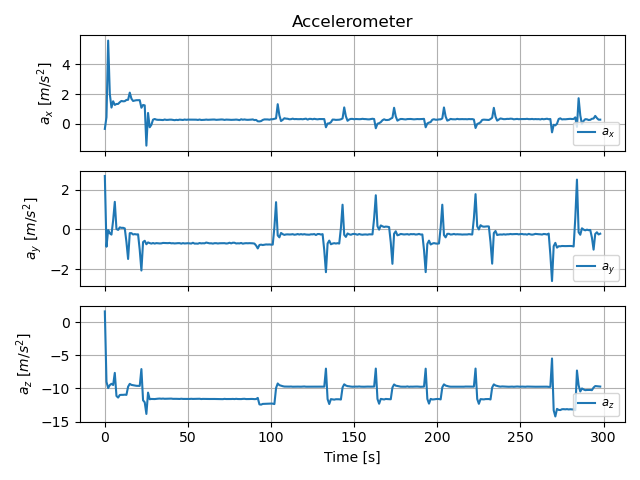 Accelerometer
a_x [m/s^2]
4
2
0
a_x
a_y [m/s^2]
2
0
−2
a_y
a_z [m/s^2]
0
−5
−10
−15
a_z
0 50 100 150 200 250 300
Time [s]